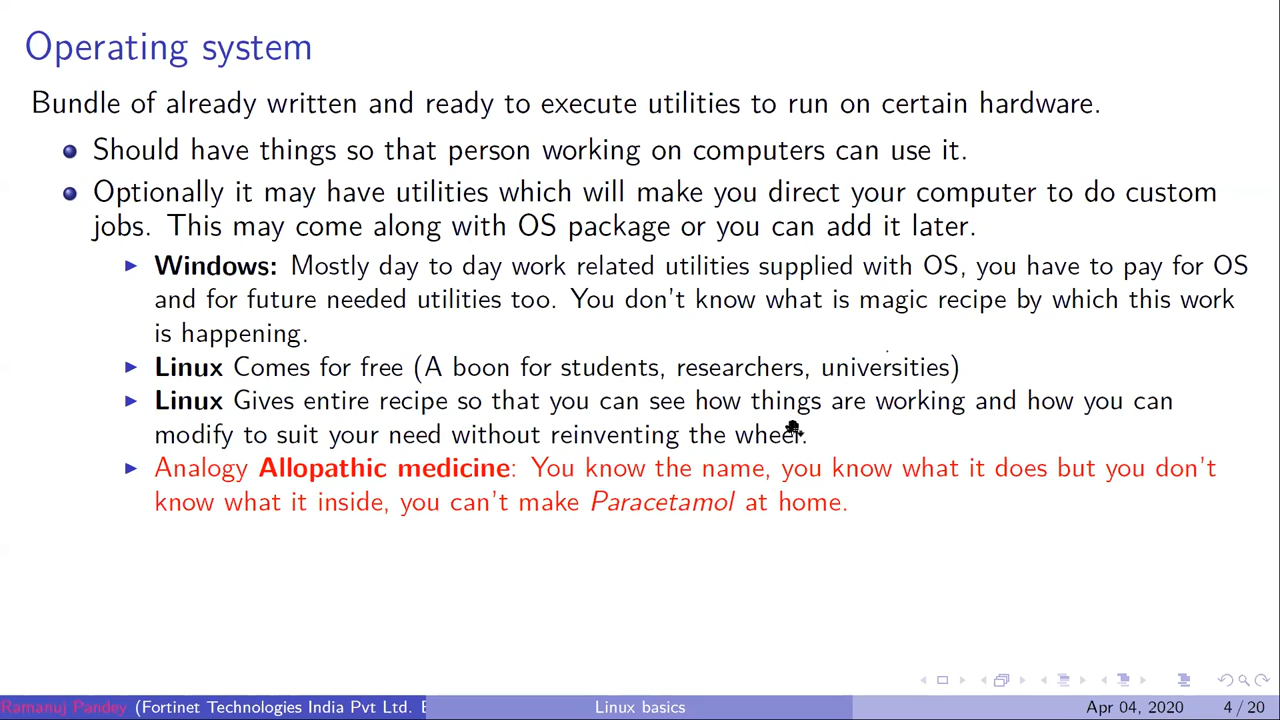 Operating system
Bundle of already written and ready to execute utilities to run on certain hardware.
Should have things so that person working on computers can use it.
Optionally it may have utilities which will make you direct your computer to do custom
jobs. This may come along with OS package or you can add it later.
Windows: Mostly day to day work related utilities supplied with OS, you have to pay for OS
and for future needed utilities too. You don't know what is magic recipe by which this work
is happening.
Linux Comes for free (A boon for students, researchers, universities)
Linux Gives entire recipe so that you can see how things are working and how you can
modify to suit your need without reinventing the wheel.
Analogy Allopathic medicine: You know the name, you know what it does but you don't
know what it inside, you can't make Paracetamol at home.
Ramanuj Pandey (Fortinet Technologies India Pvt Ltd. Linux basics Apr 04, 2020 4 / 20